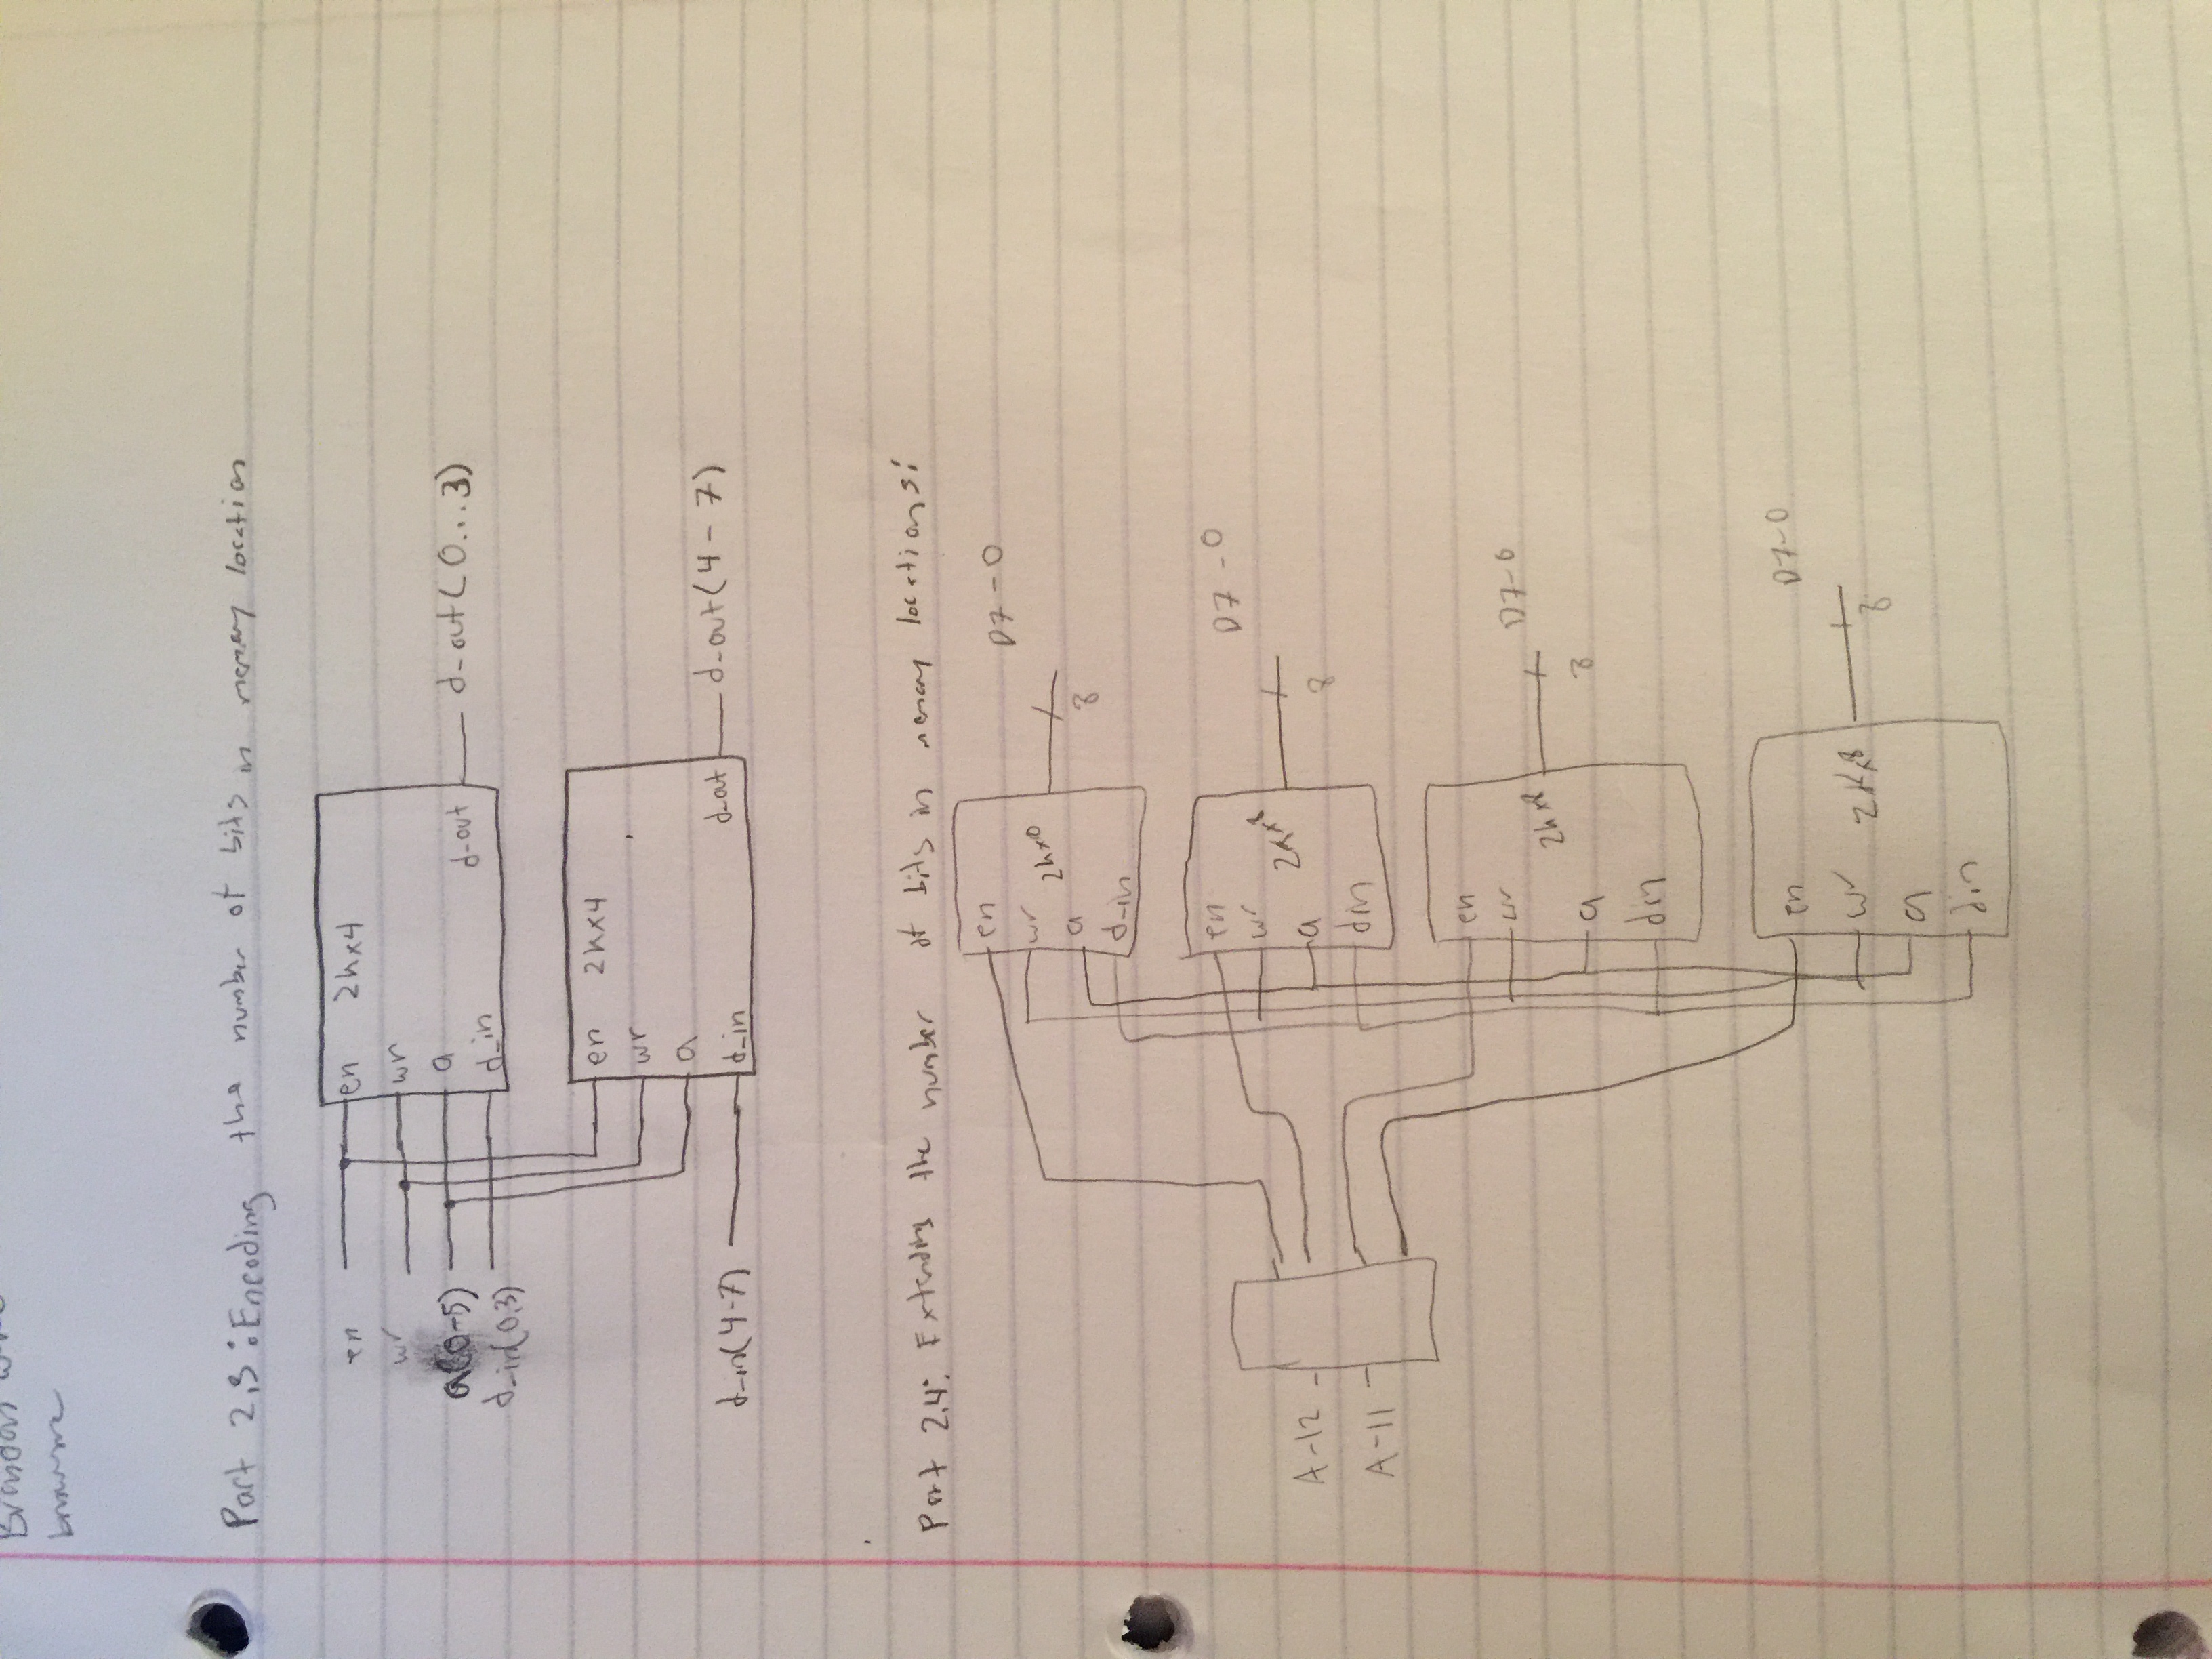 Brandon
Part 2.3: Encoding the number of bits in memory location
en
wr
a(0-5)
d_in(0,3)
en 2kx4
wr
a
d_in
d-out
d-out(0...3)
en 2kx4
wr
a
d_in
d-out
d_in(4-7)
d-out(4-7)
Part 2.4: Extending the number of bits in memory locations:
en
wr
a
d-in
D7-0
8
A-12
A-11
en
wr
a
din
2kx8
D7-0
8
en
wr
a
din
2kx8
D7-0
8
en
wr
a
din
2Kx8
D7-0
8